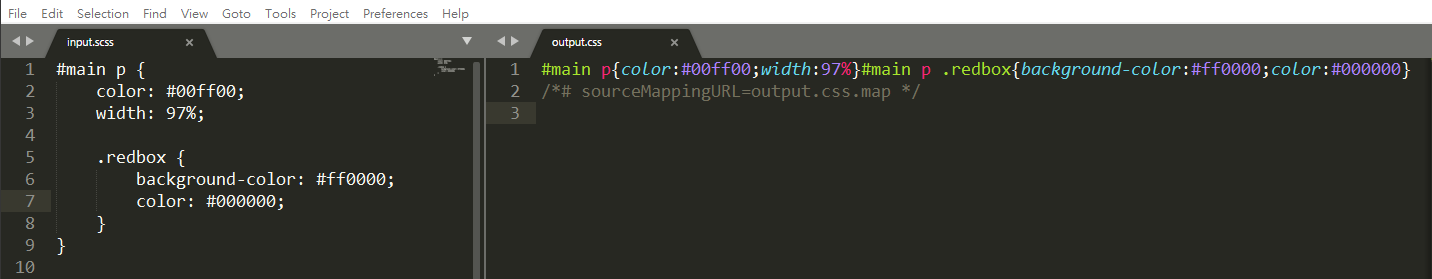 File Edit Selection Find View Goto Tools Project Preferences Help
input.scss ×
1 #main p {
2     color: #00ff00;
3     width: 97%;
4
5     .redbox {
6         background-color: #ff0000;
7         color: #000000;
8     }
9 }
10
output.css ×
1 #main p{color:#00ff00;width:97%}#main p .redbox{background-color:#ff0000;color:#000000}
2 /*# sourceMappingURL=output.css.map */
3